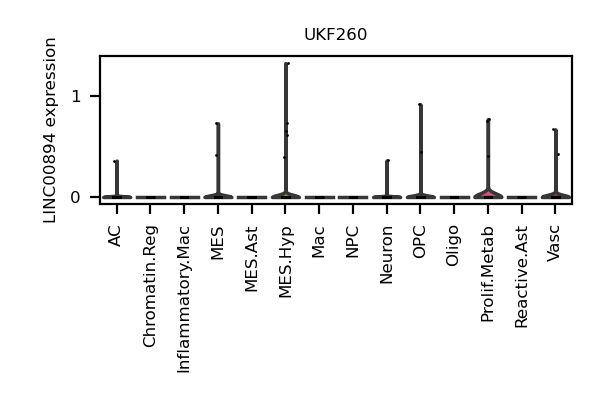 UKF260
LINC00894 expression
1
0
AC
Chromatin.Reg
Inflammatory.Mac
MES
MES.Ast
MES.Hyp
Mac
NPC
Neuron
OPC
Oligo
Prolif.Metab
Reactive.Ast
Vasc